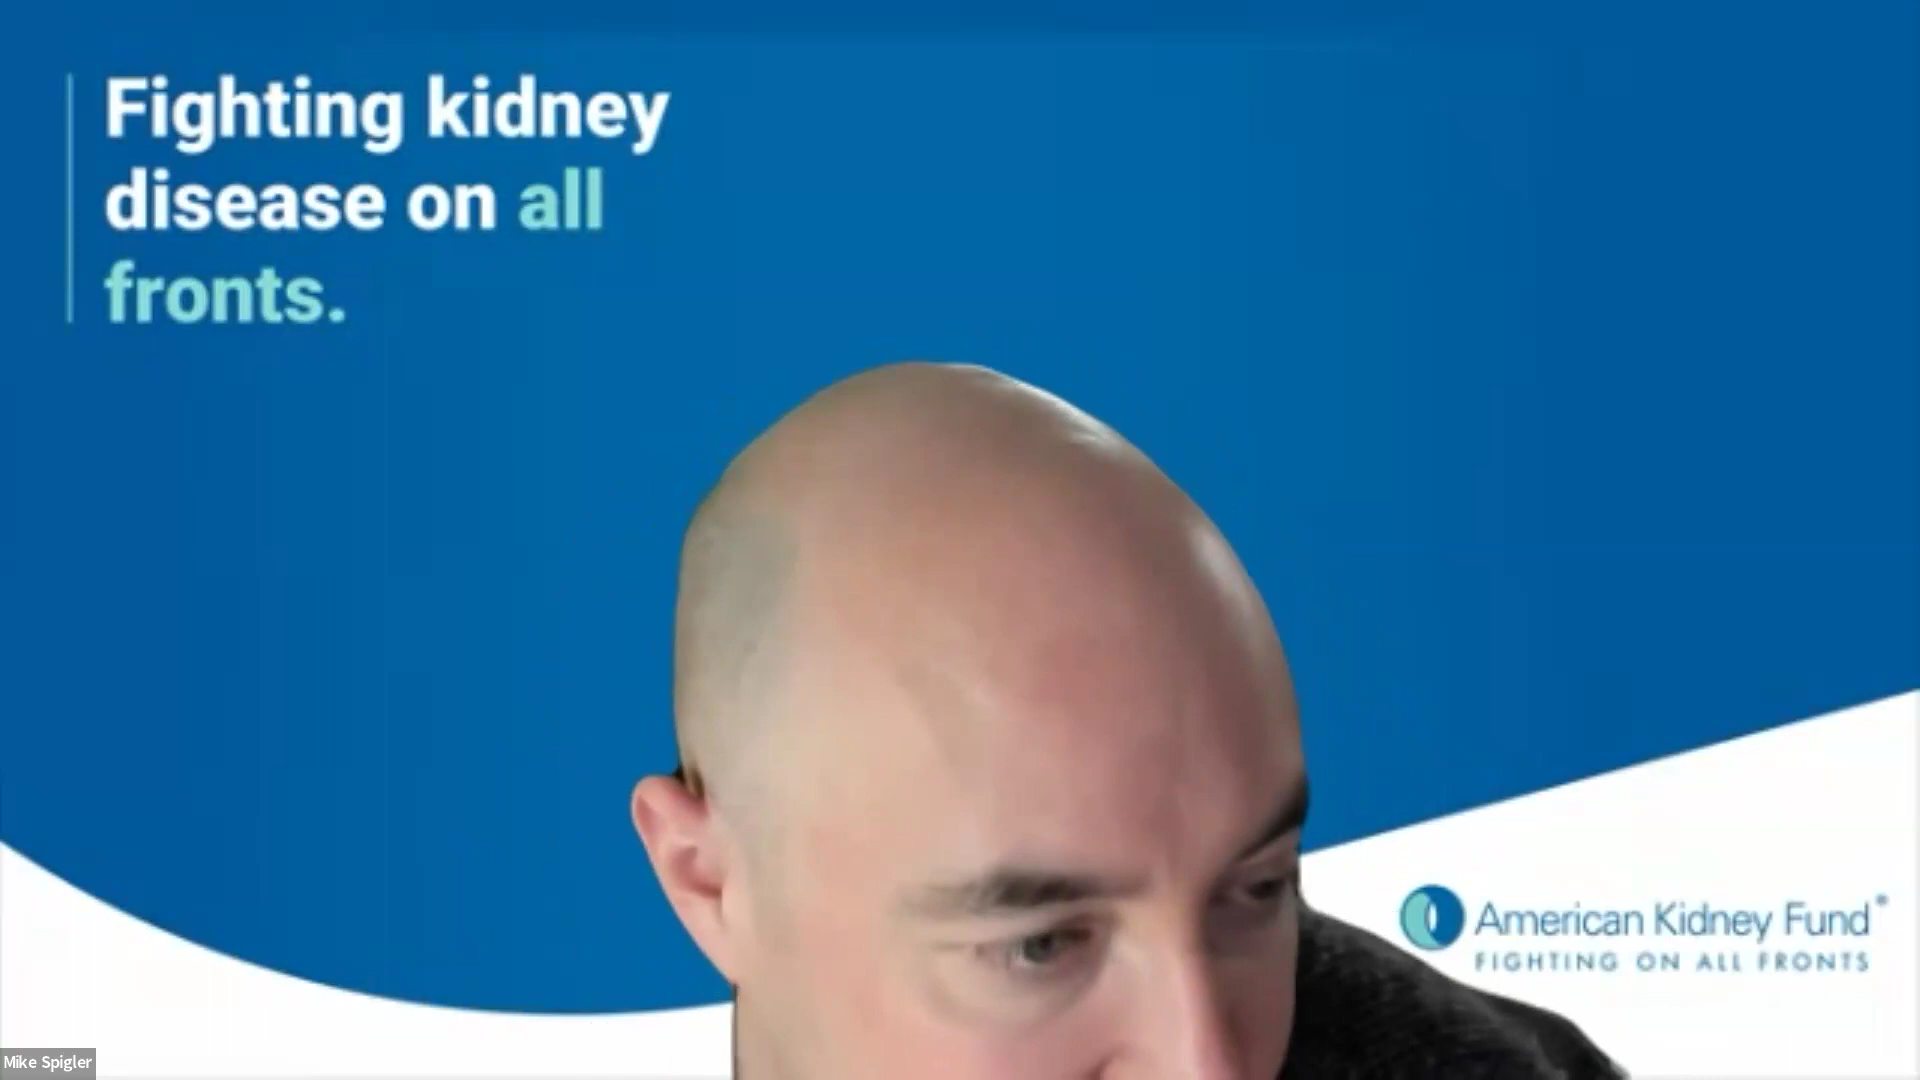 Fighting kidney
disease on all
fronts.
American Kidney Fund®
FIGHTING ON ALL FRONTS
Mike Spigler